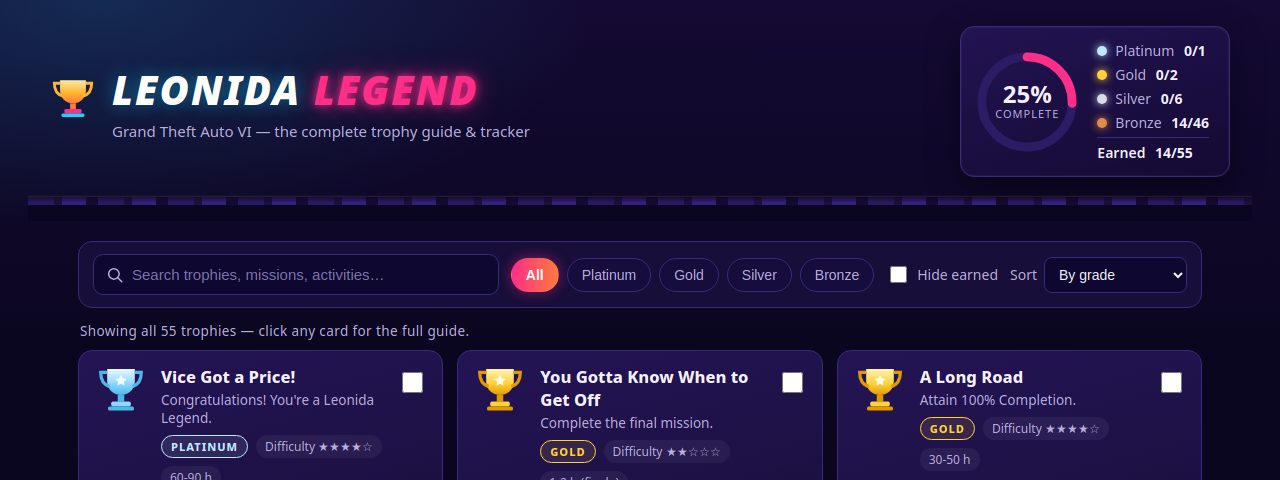 LEONIDA LEGEND
Grand Theft Auto VI — the complete trophy guide & tracker
25%
COMPLETE
Platinum 0/1
Gold 0/2
Silver 0/6
Bronze 14/46
Earned 14/55
Search trophies, missions, activities…
All
Platinum
Gold
Silver
Bronze
Hide earned
Sort
By grade
Showing all 55 trophies — click any card for the full guide.
Vice Got a Price!
Congratulations! You're a Leonida
Legend.
PLATINUM
Difficulty ★★★★☆
60-90 h
You Gotta Know When to
Get Off
Complete the final mission.
GOLD
Difficulty ★★☆☆☆
A Long Road
Attain 100% Completion.
GOLD
Difficulty ★★★★☆
30-50 h